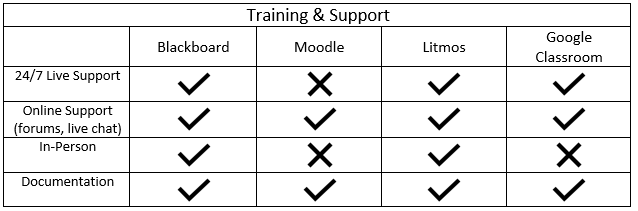 Training & Support
Blackboard Moodle Litmos Google Classroom
24/7 Live Support
Online Support
(forums, live chat)
In-Person
Documentation